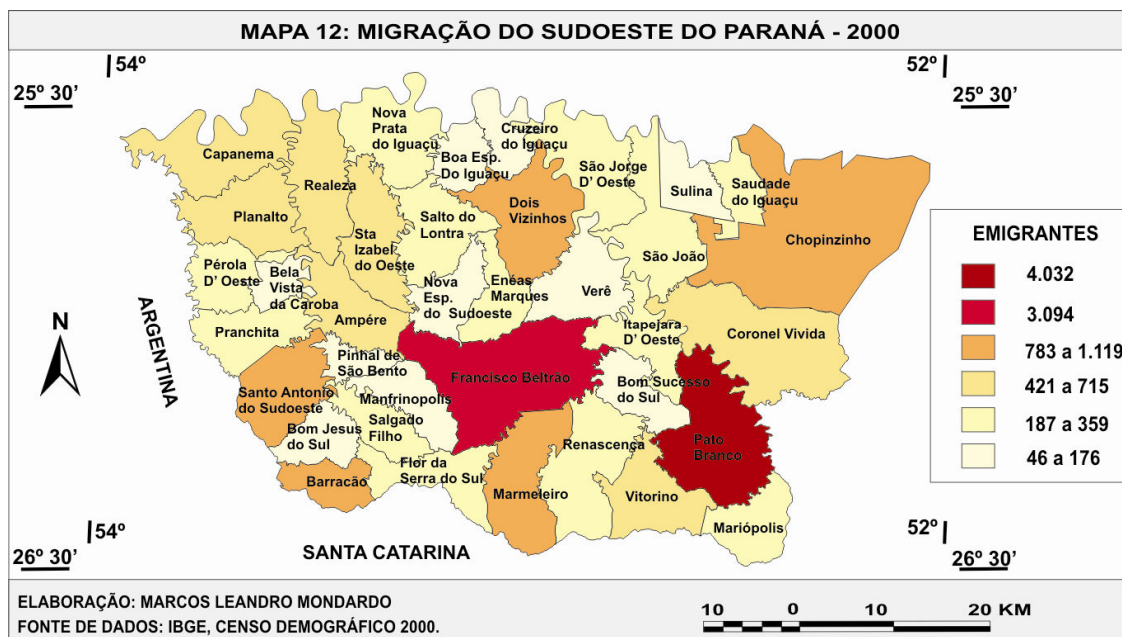 MAPA 12: MIGRAÇÃO DO SUDOESTE DO PARANÁ - 2000
54º
52º
25º 30’
25º 30’
Nova
Prata
do Iguaçu
Cruzeiro
do Iguaçu
Boa Esp.
Do Iguaçu
Capanema
Realeza
São Jorge
D’ Oeste
Sulina
Saudade
do Iguaçu
Dois
Vizinhos
Planalto
Salto do
Lontra
Sta
Izabel
do Oeste
Chopinzinho
São João
Pérola
D’ Oeste
Bela
Vista
da Caroba
Nova
Esp.
do Sudoeste
Enéas
Marques
Verê
Ampére
Pranchita
Itapejara
D’ Oeste
Coronel Vivida
Pinhal de
São Bento
Francisco Beltrão
Bom Sucesso
do Sul
Santo Antonio
do Sudoeste
Manfrinopolis
Salgado
Filho
Bom Jesus
do Sul
Renascença
Pato
Branco
Flor da
Serra do Sul
Barracão
Marmeleiro
Vitorino
Mariópolis
ARGENTINA
N
SANTA CATARINA
EMIGRANTES
4.032
3.094
783 a 1.119
421 a 715
187 a 359
46 a 176
54º
52º
26º 30’
26º 30’
ELABORAÇÃO: MARCOS LEANDRO MONDARDO
FONTE DE DADOS: IBGE, CENSO DEMOGRÁFICO 2000.
10 0 10 20 KM